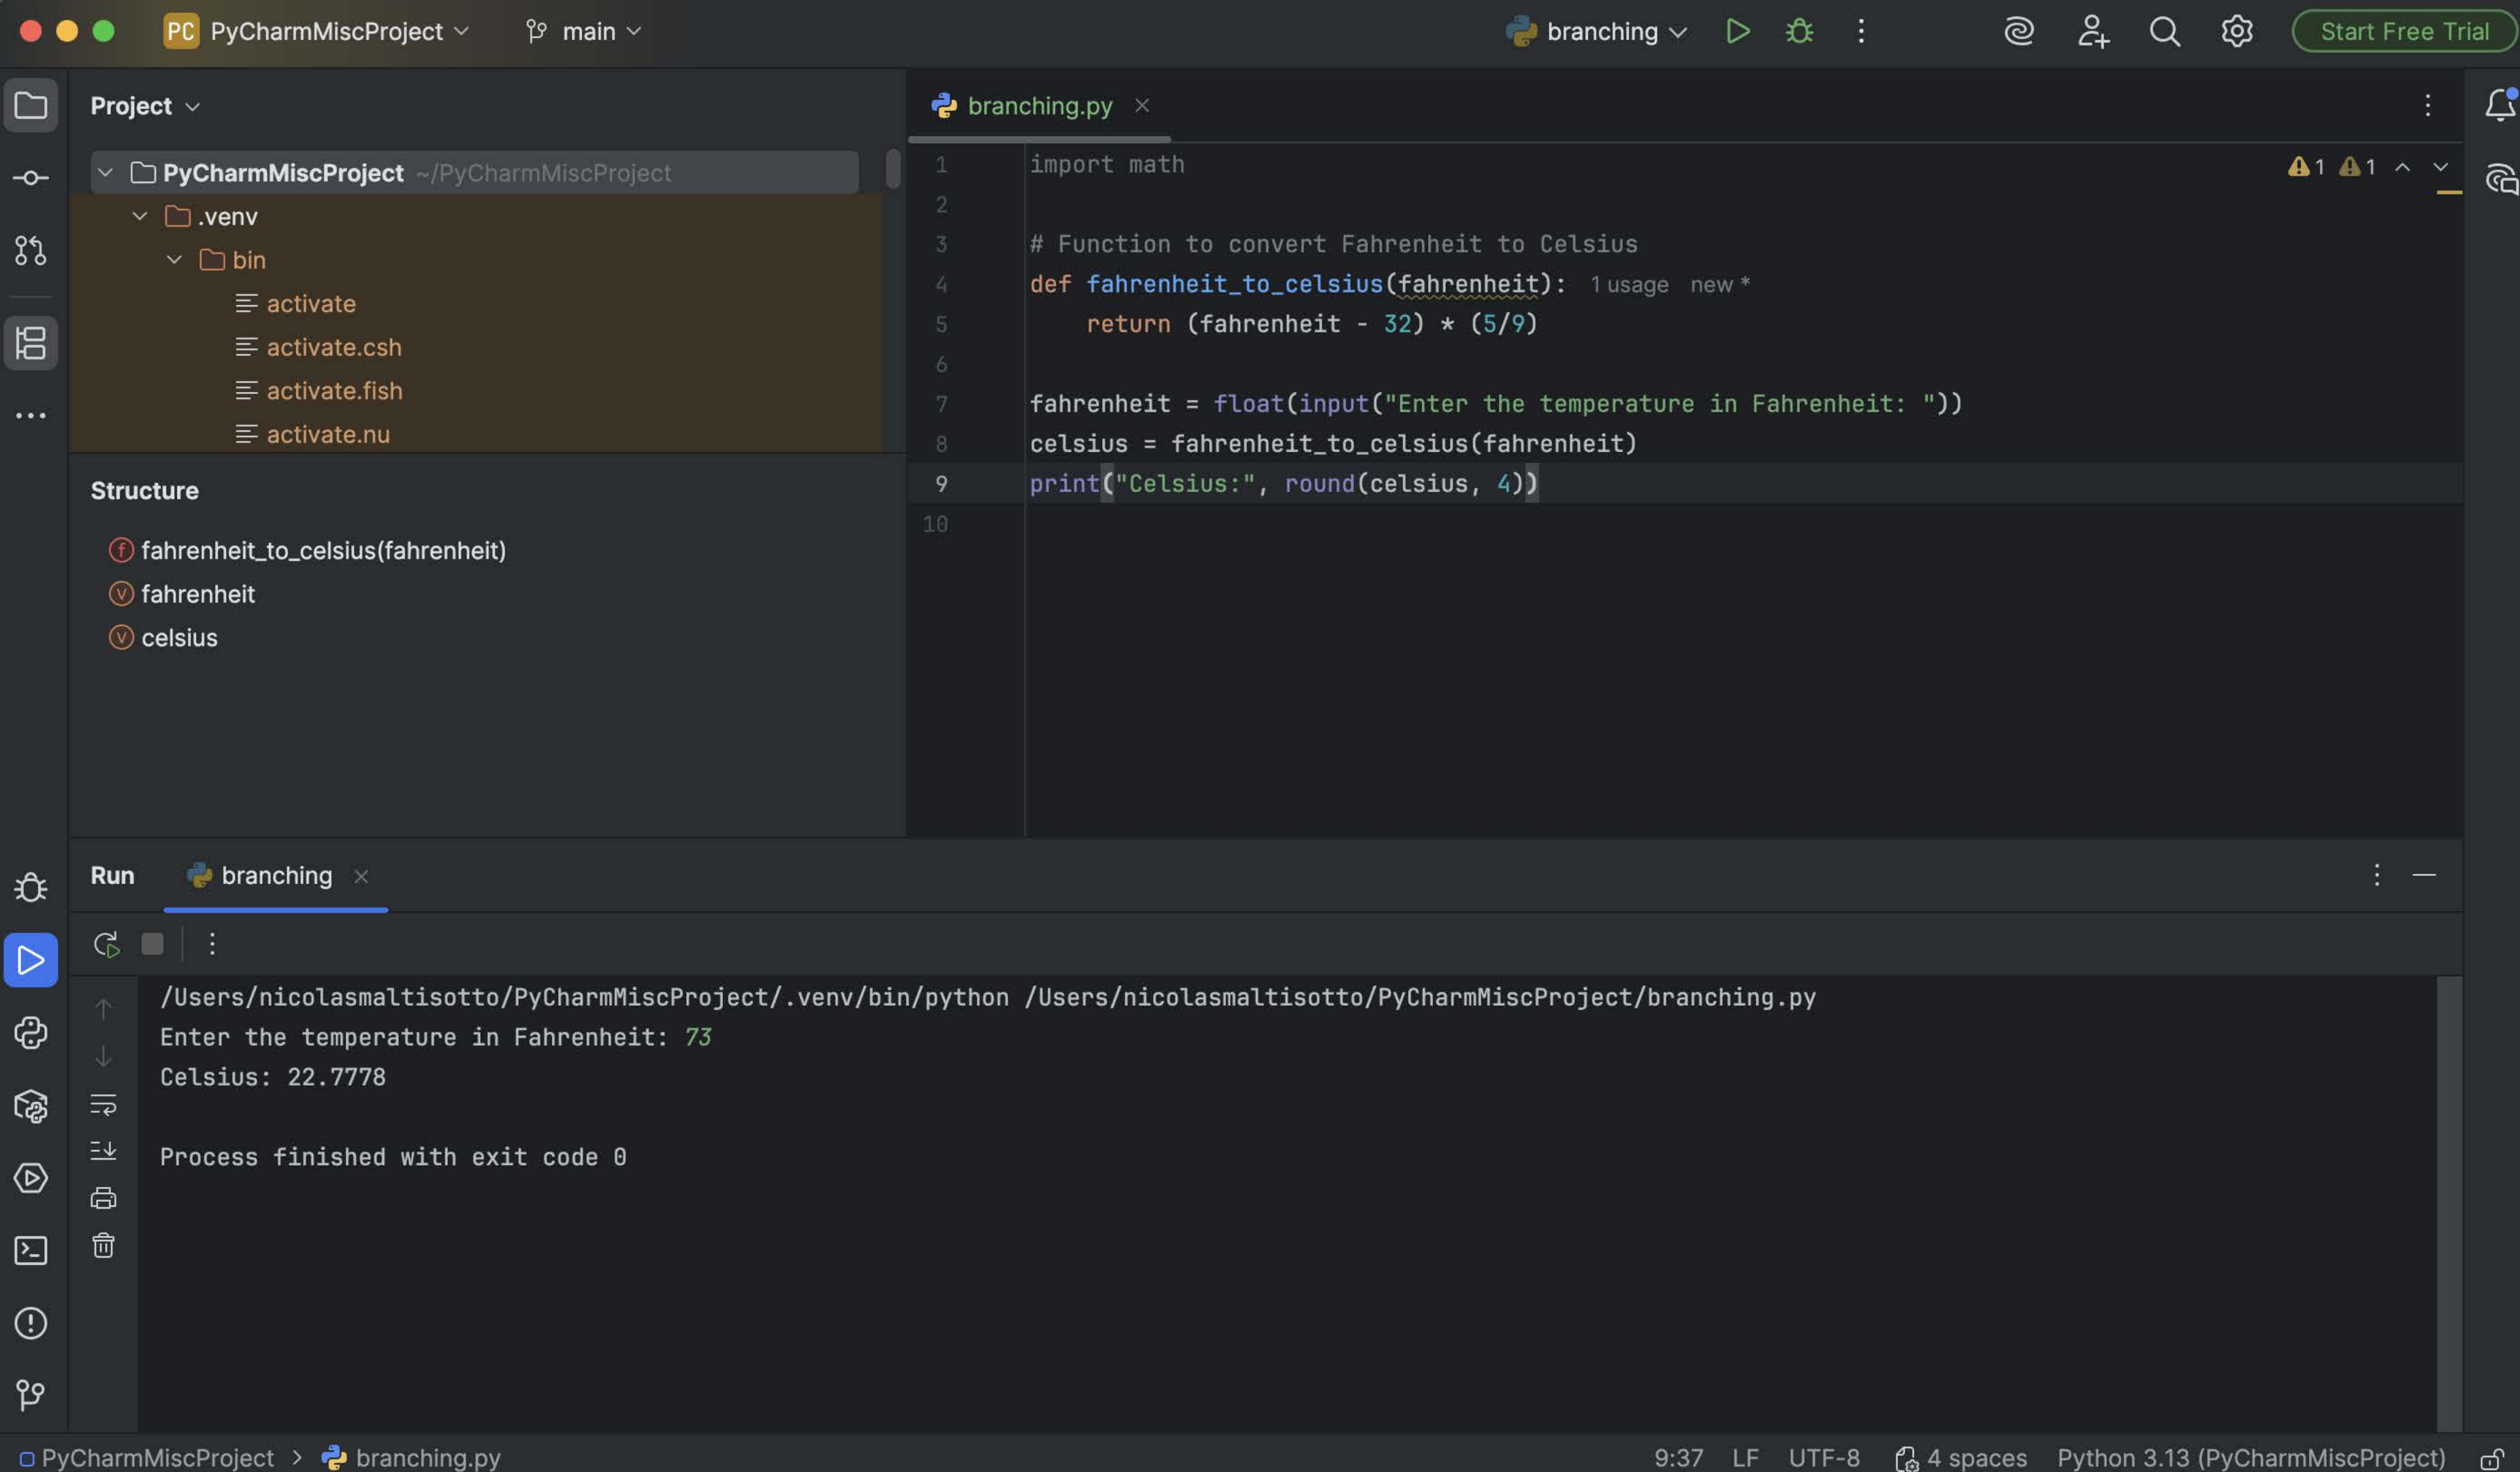 PC PyCharmMiscProject main branching Start Free Trial
Project
PyCharmMiscProject ~/PyCharmMiscProject
.venv
bin
activate
activate.csh
activate.fish
activate.nu
Structure
fahrenheit_to_celsius(fahrenheit)
fahrenheit
celsius
branching.py
1 import math
2
3 # Function to convert Fahrenheit to Celsius
4 def fahrenheit_to_celsius(fahrenheit): 1 usage new *
5     return (fahrenheit - 32) * (5/9)
6
7 fahrenheit = float(input("Enter the temperature in Fahrenheit: "))
8 celsius = fahrenheit_to_celsius(fahrenheit)
9 print("Celsius:", round(celsius, 4))
10
1 1
Run branching
/Users/nicolasmaltisotto/PyCharmMiscProject/.venv/bin/python /Users/nicolasmaltisotto/PyCharmMiscProject/branching.py
Enter the temperature in Fahrenheit: 73
Celsius: 22.7778
Process finished with exit code 0
PyCharmMiscProject > branching.py 9:37 LF UTF-8 4 spaces Python 3.13 (PyCharmMiscProject)